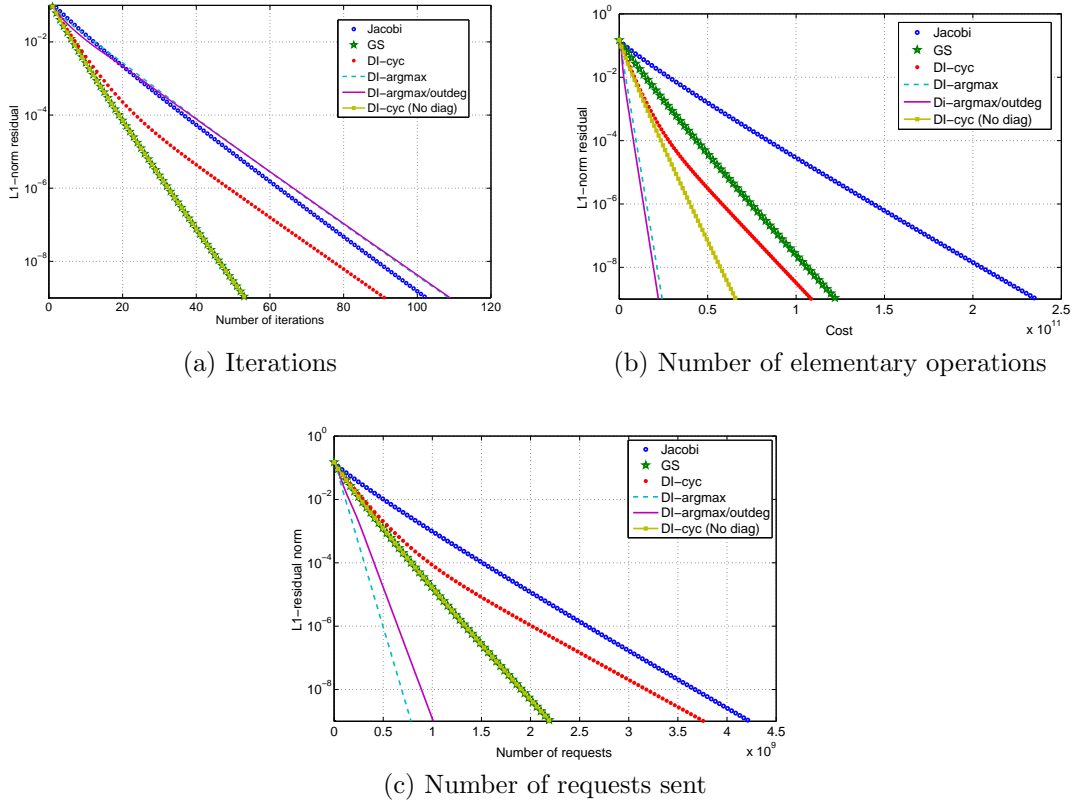 10^−2
10^−4
10^−6
10^−8
L1−norm residual
0 20 40 60 80 100 120
Number of iterations
Jacobi
GS
DI−cyc
DI−argmax
DI−argmax/outdeg
DI−cyc (No diag)
(a) Iterations
10^0
10^−2
10^−4
10^−6
10^−8
L1−norm residual
0 0.5 1 1.5 2 2.5
x 10^11
Cost
Jacobi
GS
DI−cyc
DI−argmax
Di−argmax/outdeg
DI−cyc (No diag)
(b) Number of elementary operations
10^0
10^−2
10^−4
10^−6
10^−8
L1−residual norm
0 0.5 1 1.5 2 2.5 3 3.5 4 4.5
x 10^9
Number of requests
Jacobi
GS
DI−cyc
DI−argmax
DI−argmax/outdeg
DI−cyc (No diag)
(c) Number of requests sent